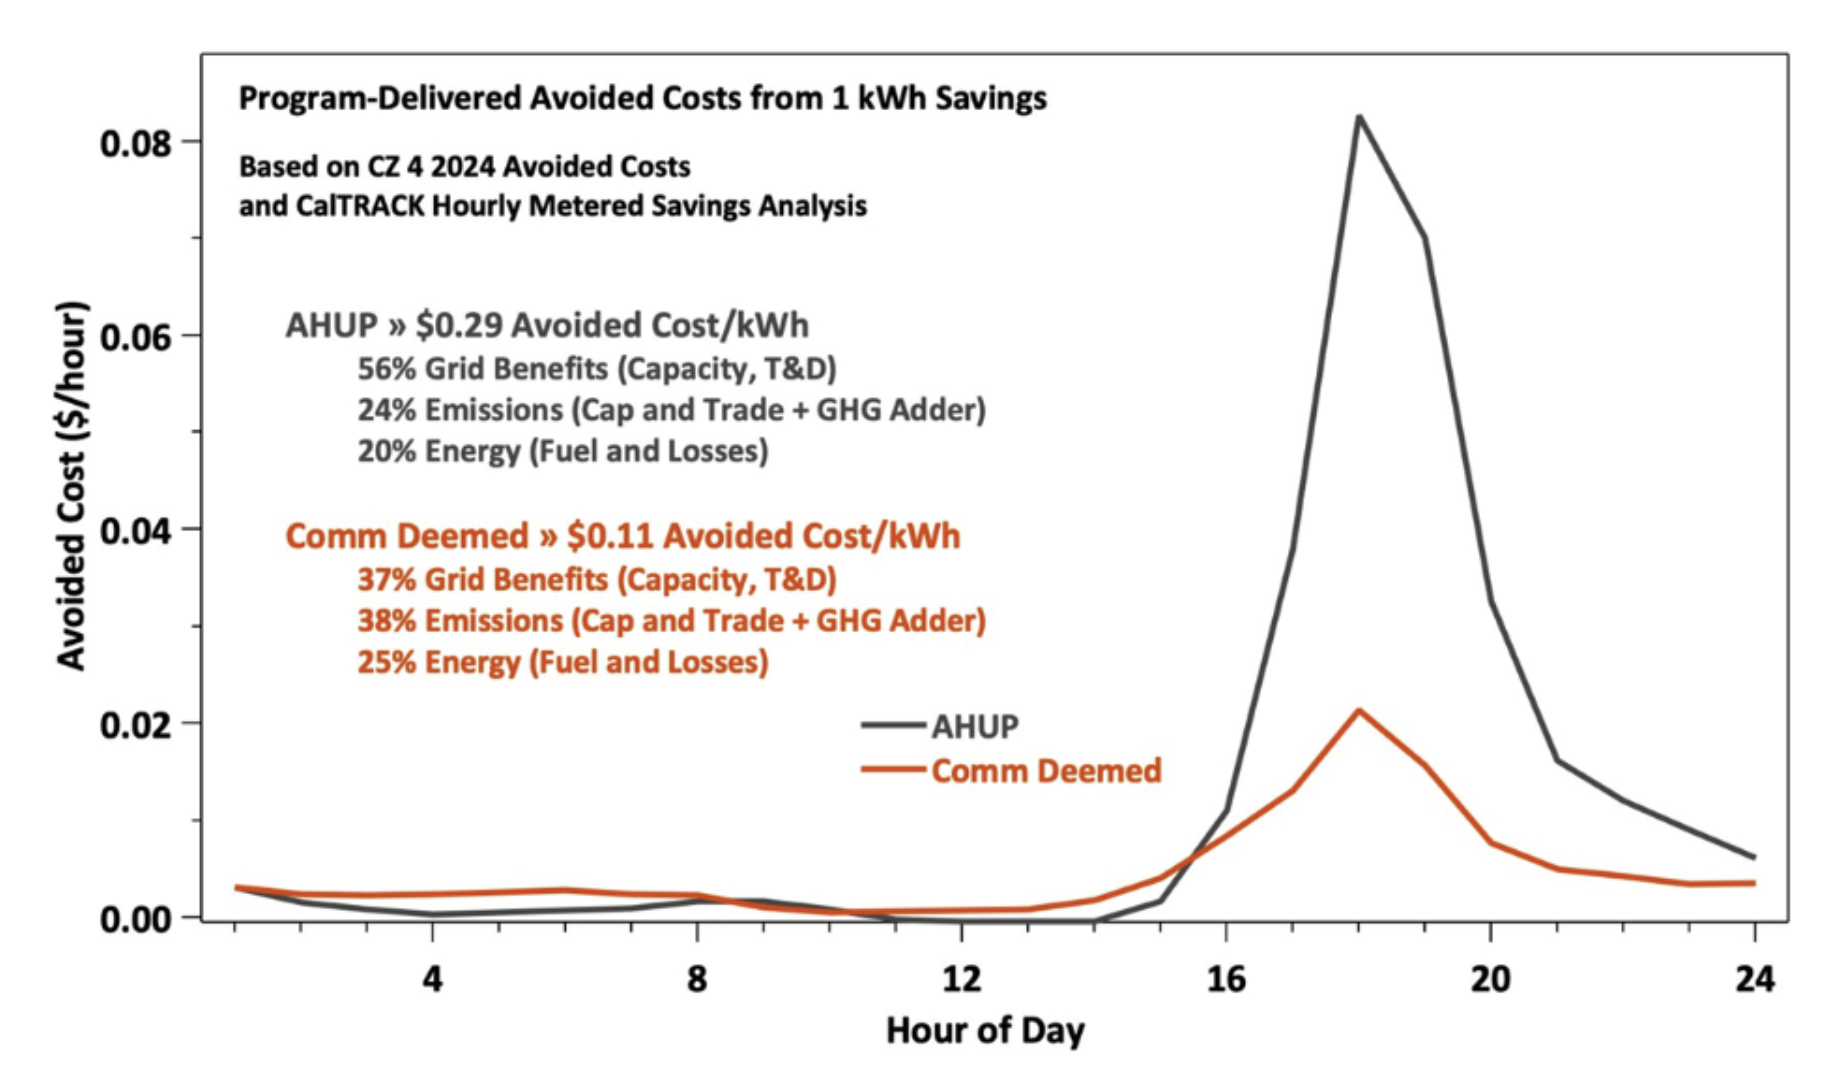 Program-Delivered Avoided Costs from 1 kWh Savings
Based on CZ 4 2024 Avoided Costs
and CalTRACK Hourly Metered Savings Analysis
AHUP » $0.29 Avoided Cost/kWh
56% Grid Benefits (Capacity, T&D)
24% Emissions (Cap and Trade + GHG Adder)
20% Energy (Fuel and Losses)
Comm Deemed » $0.11 Avoided Cost/kWh
37% Grid Benefits (Capacity, T&D)
38% Emissions (Cap and Trade + GHG Adder)
25% Energy (Fuel and Losses)
AHUP
Comm Deemed
Avoided Cost ($/hour)
0.08
0.06
0.04
0.02
0.00
4 8 12 16 20 24
Hour of Day